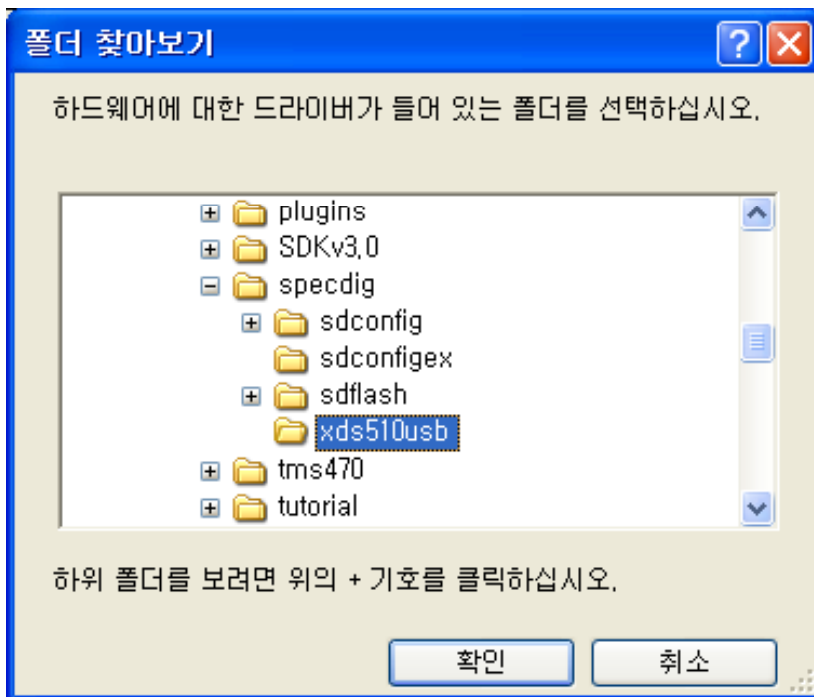 폴더 찾아보기
하드웨어에 대한 드라이버가 들어 있는 폴더를 선택하십시오.
plugins
SDKv3.0
specdig
sdconfig
sdconfigex
sdflash
xds510usb
tms470
tutorial
하위 폴더를 보려면 위의 + 기호를 클릭하십시오.
확인 취소